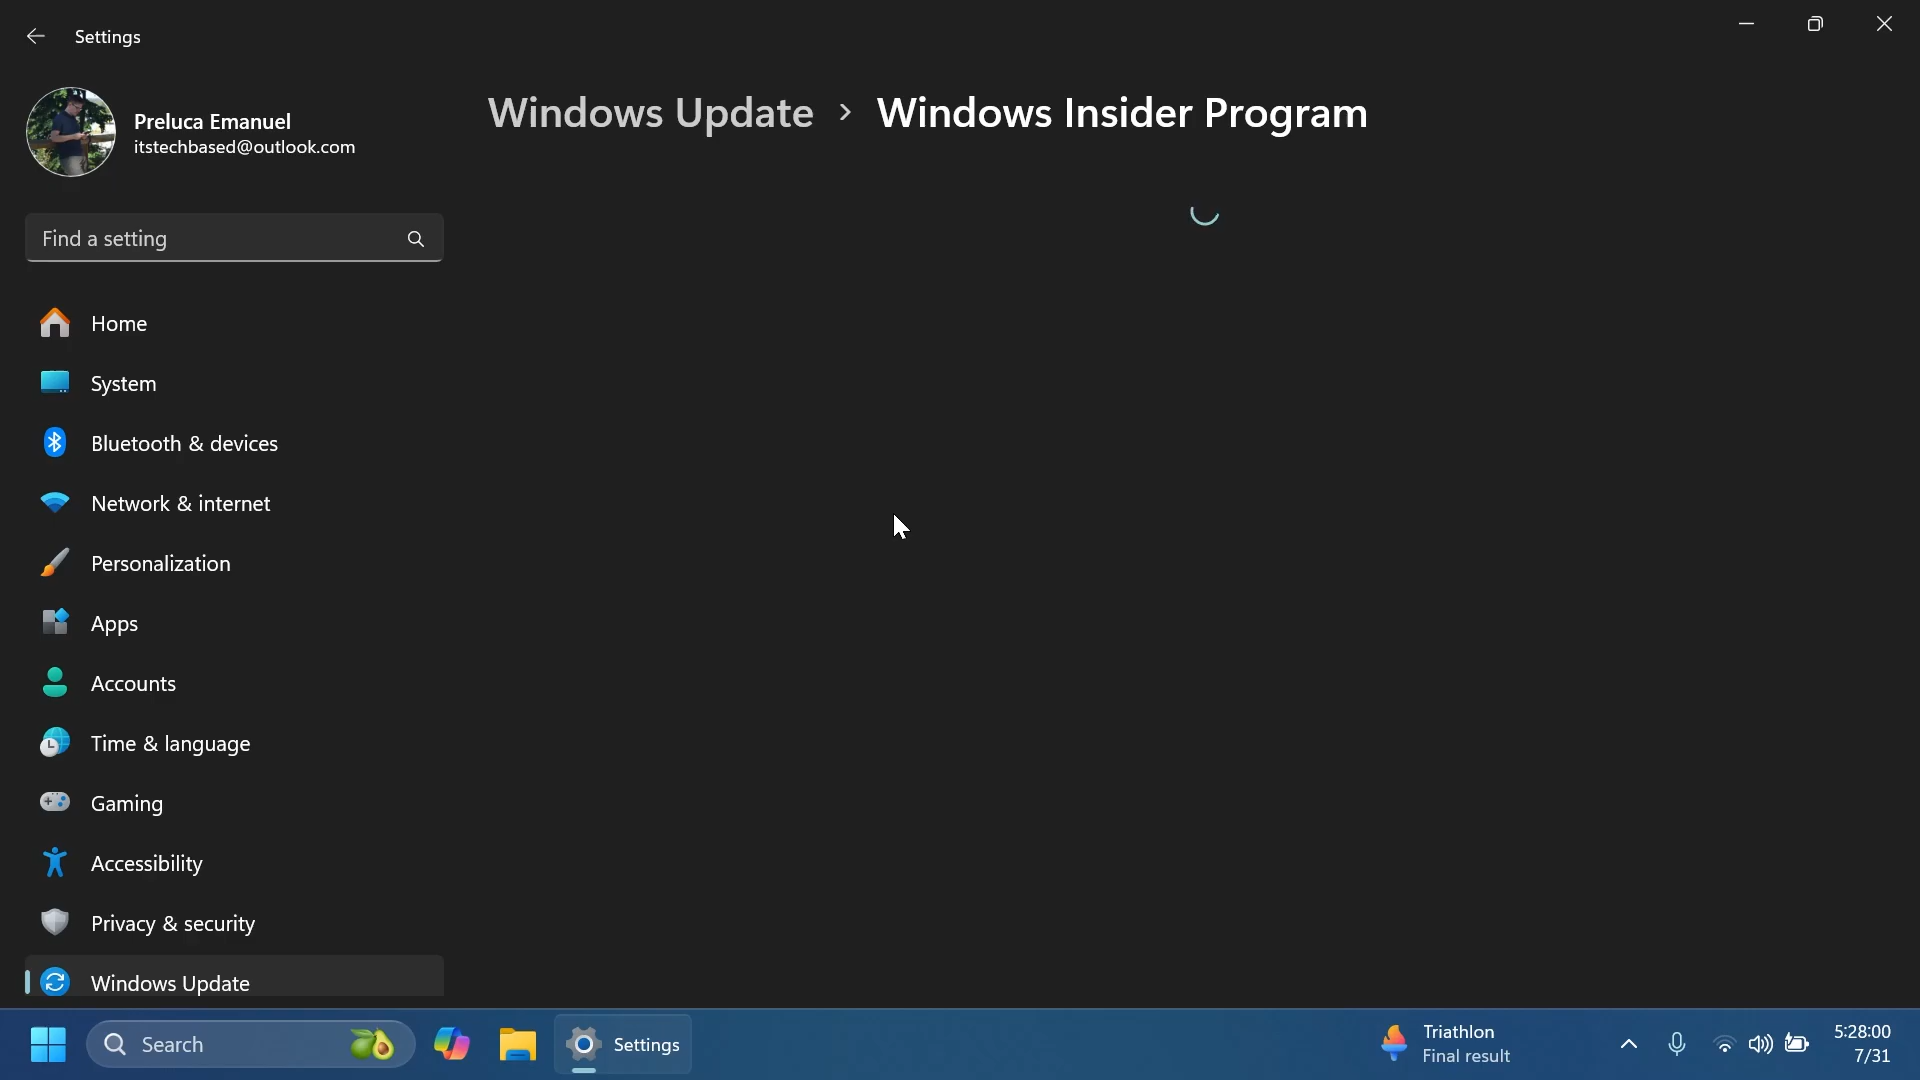 Settings
Preluca Emanuel
itstechbased@outlook.com
Find a setting
Home
System
Bluetooth & devices
Network & internet
Personalization
Apps
Accounts
Time & language
Gaming
Accessibility
Privacy & security
Windows Update
Windows Update > Windows Insider Program
Search
Settings
Triathlon
Final result
5:28:00
7/31